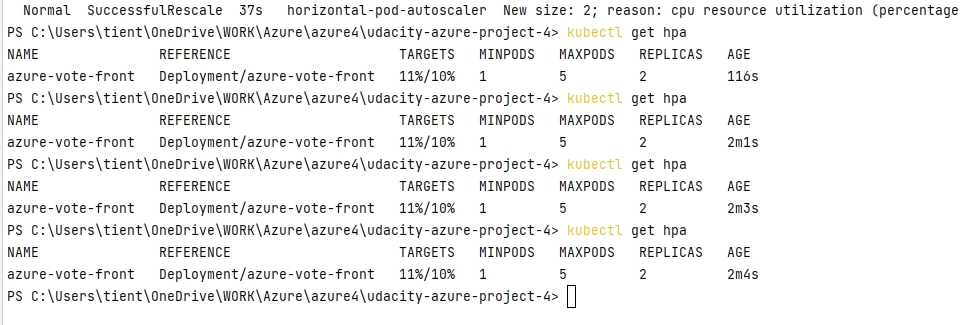 Normal  SuccessfulRescale  37s   horizontal-pod-autoscaler  New size: 2; reason: cpu resource utilization (percentage
PS C:\Users\tient\OneDrive\WORK\Azure\azure4\udacity-azure-project-4> kubectl get hpa
NAME               REFERENCE                     TARGETS   MINPODS   MAXPODS   REPLICAS   AGE
azure-vote-front   Deployment/azure-vote-front   11%/10%   1         5         2          116s
PS C:\Users\tient\OneDrive\WORK\Azure\azure4\udacity-azure-project-4> kubectl get hpa
NAME               REFERENCE                     TARGETS   MINPODS   MAXPODS   REPLICAS   AGE
azure-vote-front   Deployment/azure-vote-front   11%/10%   1         5         2          2m1s
PS C:\Users\tient\OneDrive\WORK\Azure\azure4\udacity-azure-project-4> kubectl get hpa
NAME               REFERENCE                     TARGETS   MINPODS   MAXPODS   REPLICAS   AGE
azure-vote-front   Deployment/azure-vote-front   11%/10%   1         5         2          2m3s
PS C:\Users\tient\OneDrive\WORK\Azure\azure4\udacity-azure-project-4> kubectl get hpa
NAME               REFERENCE                     TARGETS   MINPODS   MAXPODS   REPLICAS   AGE
azure-vote-front   Deployment/azure-vote-front   11%/10%   1         5         2          2m4s
PS C:\Users\tient\OneDrive\WORK\Azure\azure4\udacity-azure-project-4>